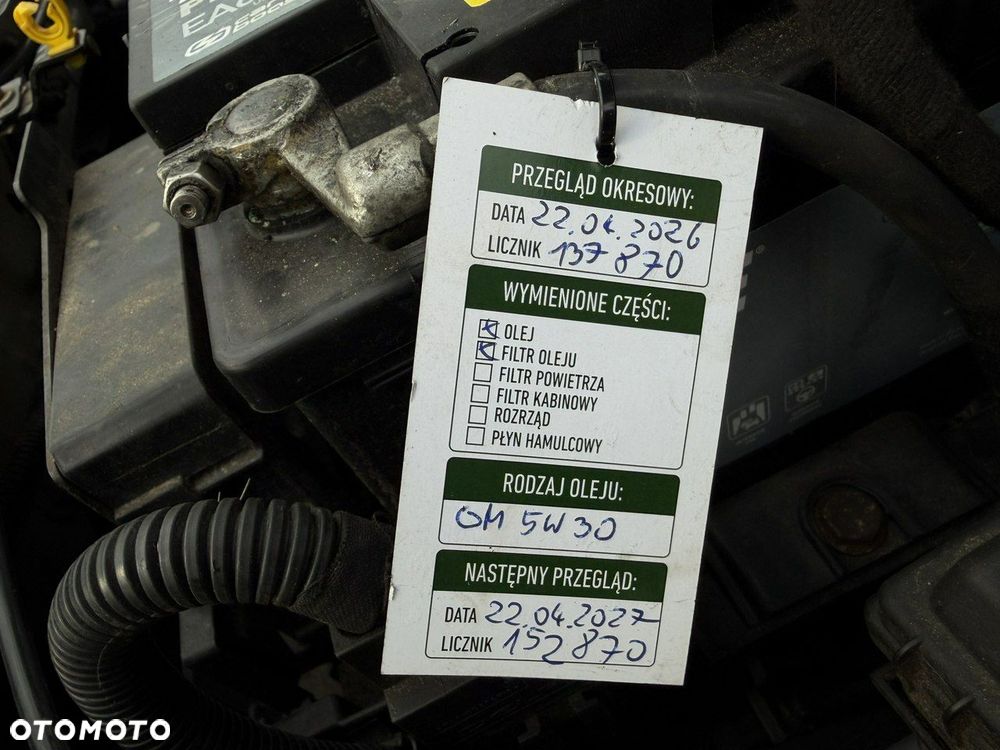 PRZEGLĄD OKRESOWY:
DATA 22.04.2026
LICZNIK 137 870
WYMIENIONE CZĘŚCI:
OLEJ
FILTR OLEJU
FILTR POWIETRZA
FILTR KABINOWY
ROZRZĄD
PŁYN HAMULCOWY
RODZAJ OLEJU:
OM 5W30
NASTĘPNY PRZEGLĄD:
DATA 22.04.2027
LICZNIK 152870
OTOMOTO